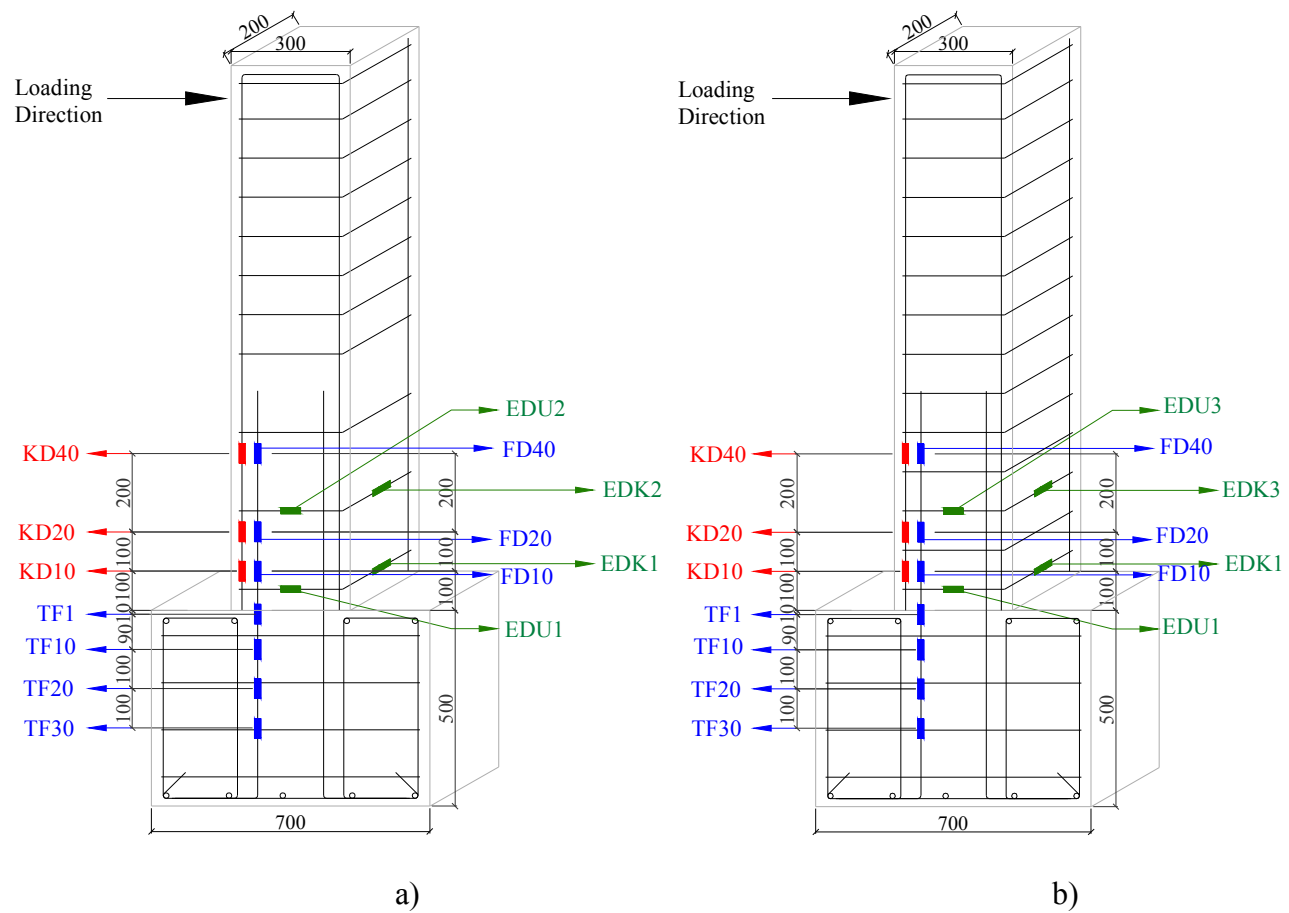 200
300
Loading
Direction
EDU2
KD40
FD40
200
200
EDK2
KD20
FD20
100
100
KD10
EDK1
FD10
100
100
TF1
10
EDU1
90
TF10
100
TF20
100
TF30
500
700
a)
200
300
Loading
Direction
EDU3
KD40
FD40
200
200
EDK3
KD20
FD20
100
100
KD10
EDK1
FD10
100
100
TF1
10
EDU1
90
TF10
100
TF20
100
TF30
500
700
b)